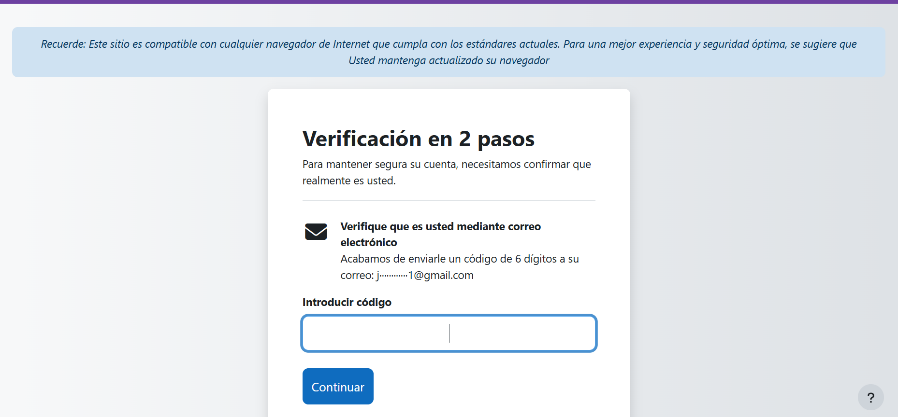 Recuerde: Este sitio es compatible con cualquier navegador de Internet que cumpla con los estándares actuales. Para una mejor experiencia y seguridad óptima, se sugiere que
Usted mantenga actualizado su navegador
Verificación en 2 pasos
Para mantener segura su cuenta, necesitamos confirmar que
realmente es usted.
Verifique que es usted mediante correo
electrónico
Acabamos de enviarle un código de 6 dígitos a su
correo: j············1@gmail.com
Introducir código
Continuar
?